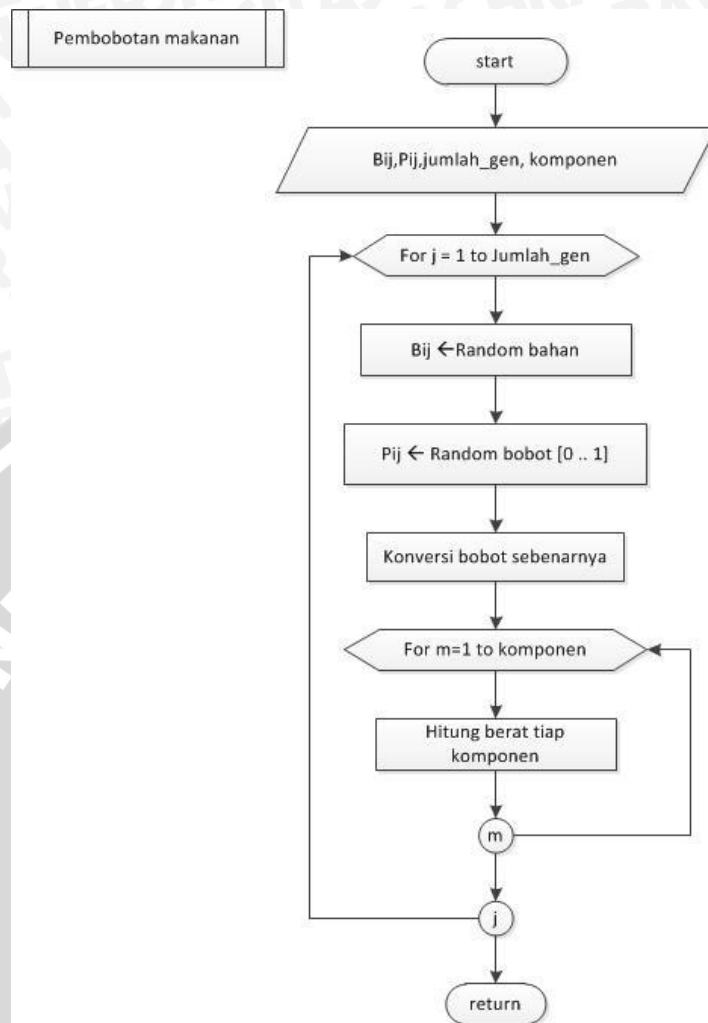 Pembobotan makanan
start
Bij,Pij,jumlah_gen, komponen
For j = 1 to Jumlah_gen
Bij ←Random bahan
Pij ← Random bobot [0 .. 1]
Konversi bobot sebenarnya
For m=1 to komponen
Hitung berat tiap
komponen
m
j
return